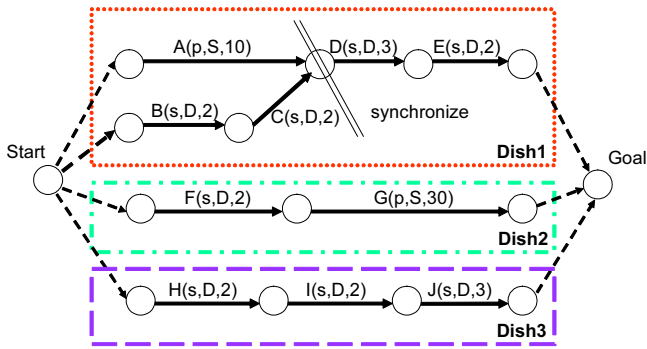 A(p,S,10)
D(s,D,3)
E(s,D,2)
B(s,D,2)
C(s,D,2)
synchronize
Dish1
Start
Goal
F(s,D,2)
G(p,S,30)
Dish2
H(s,D,2)
I(s,D,2)
J(s,D,3)
Dish3